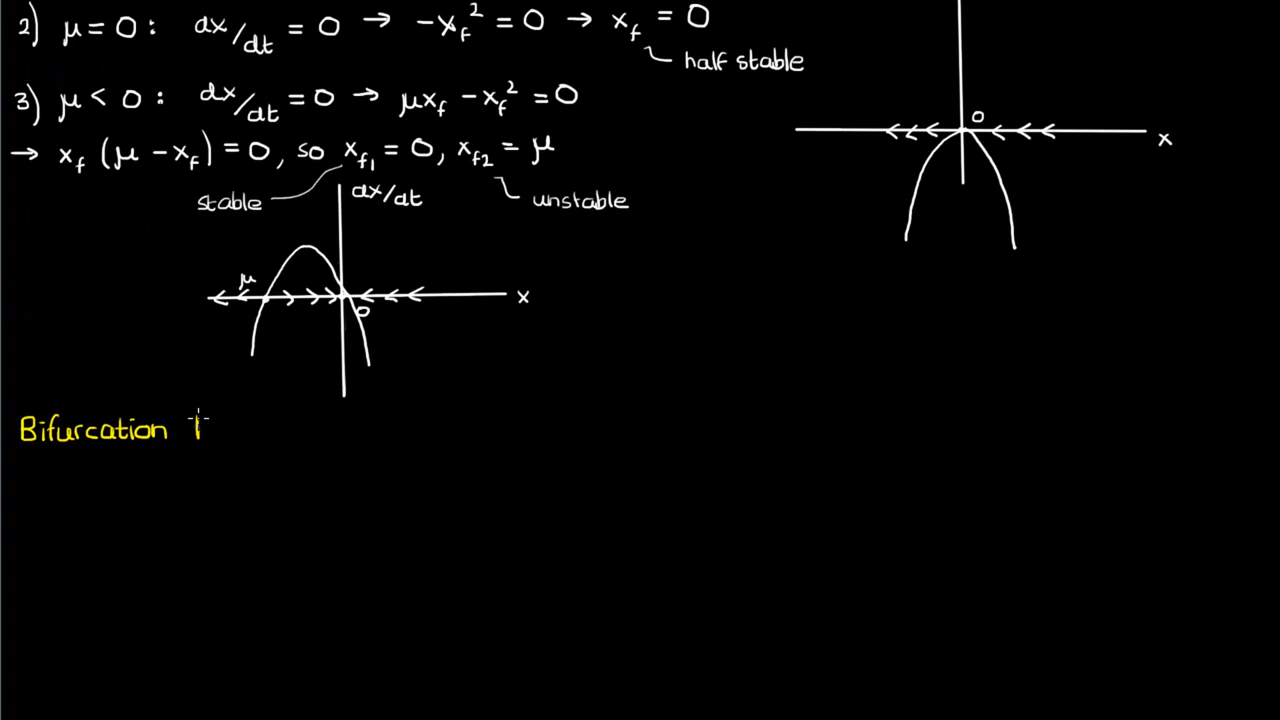 2) μ = 0 : dx/dt = 0 → -x_f² = 0 → x_f = 0
half stable
3) μ < 0 : dx/dt = 0 → μx_f - x_f² = 0
→ x_f (μ - x_f) = 0, so x_f1 = 0, x_f2 = μ
stable
unstable
dx/dt
μ
0
x
0
x
Bifurcation